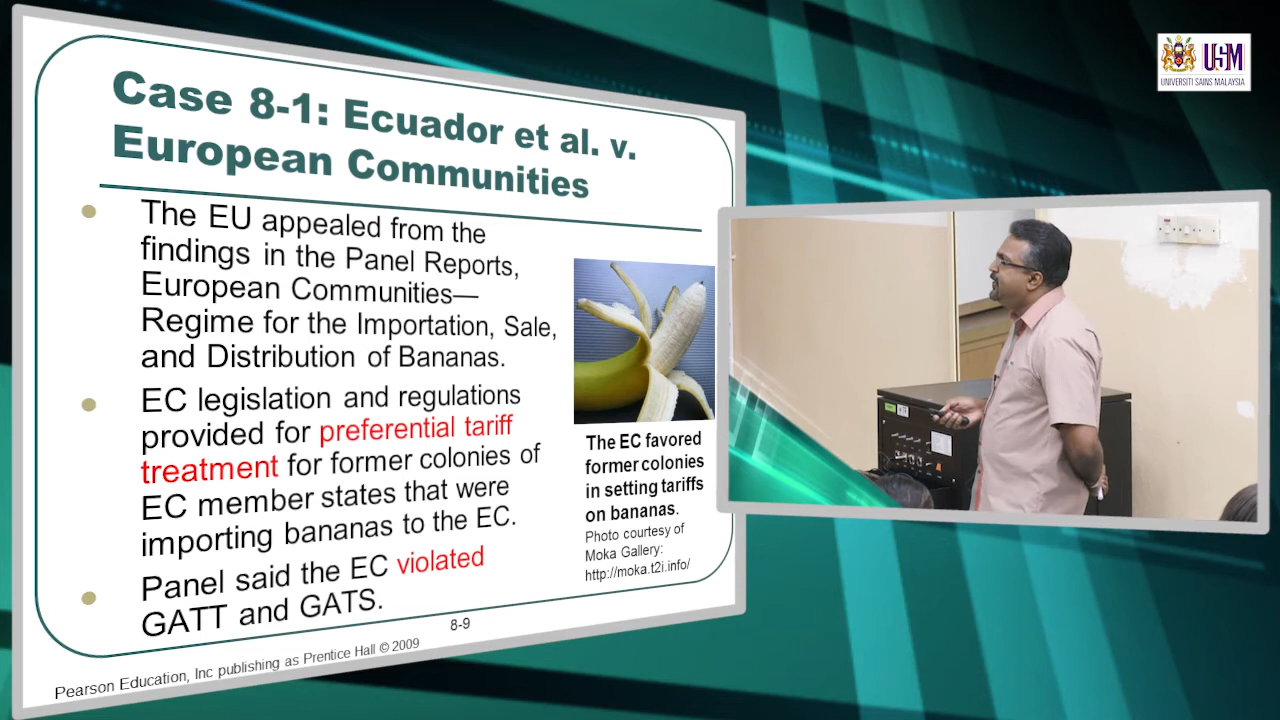 Case 8-1: Ecuador et al. v.
European Communities
The EU appealed from the
findings in the Panel Reports,
European Communities—
Regime for the Importation, Sale,
and Distribution of Bananas.
EC legislation and regulations
provided for preferential tariff
treatment for former colonies of
EC member states that were
importing bananas to the EC.
Panel said the EC violated
GATT and GATS.
The EC favored
former colonies
in setting tariffs
on bananas.
Photo courtesy of
Moka Gallery:
http://moka.t2i.info/
8-9
Pearson Education, Inc publishing as Prentice Hall © 2009
USM
UNIVERSITI SAINS MALAYSIA